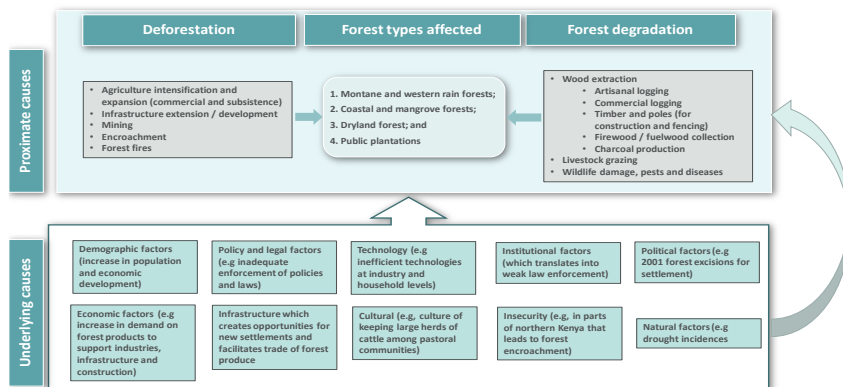 Proximate causes
Deforestation
Forest types affected
Forest degradation
• Agriculture intensification and
expansion (commercial and subsistence)
• Infrastructure extension / development
• Mining
• Encroachment
• Forest fires
1. Montane and western rain forests;
2. Coastal and mangrove forests;
3. Dryland forest; and
4. Public plantations
• Wood extraction
• Artisanal logging
• Commercial logging
• Timber and poles (for
construction and fencing)
• Firewood / fuelwood collection
• Charcoal production
• Livestock grazing
• Wildlife damage, pests and diseases
Underlying causes
Demographic factors
(increase in population
and economic
development)
Policy and legal factors
(e.g inadequate
enforcement of policies
and laws)
Technology (e.g
inefficient technologies
at industry and
household levels)
Institutional factors
(which translates into
weak law enforcement)
Political factors (e.g
2001 forest excisions for
settlement)
Economic factors (e.g
increase in demand on
forest products to
support industries,
infrastructure and
construction)
Infrastructure which
creates opportunities for
new settlements and
facilitates trade of forest
produce
Cultural (e.g, culture of
keeping large herds of
cattle among pastoral
communities)
Insecurity (e.g, in parts
of northern Kenya that
leads to forest
encroachment)
Natural factors (e.g
drought incidences